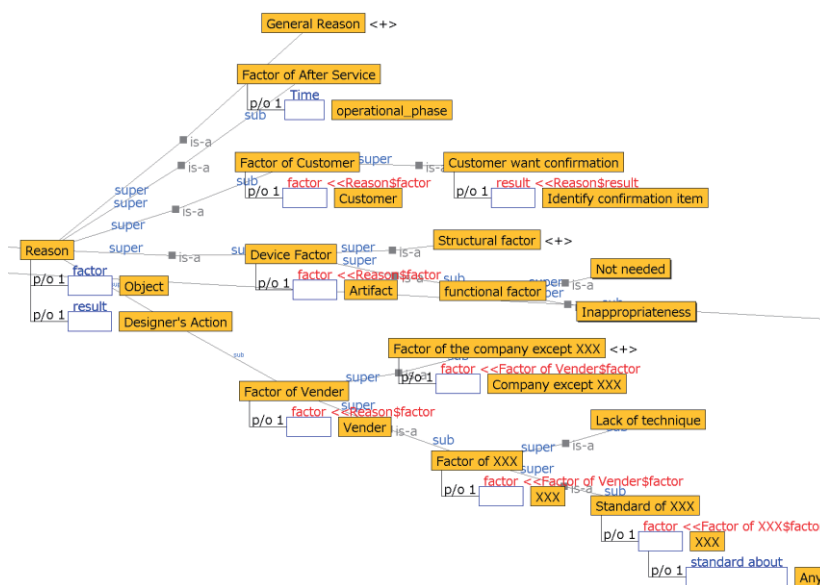 General Reason <+>
Factor of After Service
Time
p/o 1 operational_phase
sub
is-a
is-a
super
super
Factor of Customer super is-a Customer want confirmation
sub
factor <<Reason$factor
p/o 1 Customer
result <<Reason$result
p/o 1 Identify confirmation item
is-a
super
Reason super is-a sub Device Factor super is-a Structural factor <+>
super
factor
p/o 1 Object
factor <<Reason$factor
p/o 1 Artifact
is-a sub functional factor super is-a Not needed
super is-a
sub Inappropriateness
result
p/o 1 Designer's Action
sub
sub
Factor of the company except XXX <+>
super is-a sub
factor <<Factor of Vender$factor
p/o 1 Company except XXX
Factor of Vender
super
factor <<Reason$factor
p/o 1 Vender
is-a
sub
Lack of technique
super is-a sub
Factor of XXX
super
factor <<Factor of Vender$factor
p/o 1 XXX
is-a sub
Standard of XXX
factor <<Factor of XXX$facto
p/o 1 XXX
standard about
p/o 1 Any